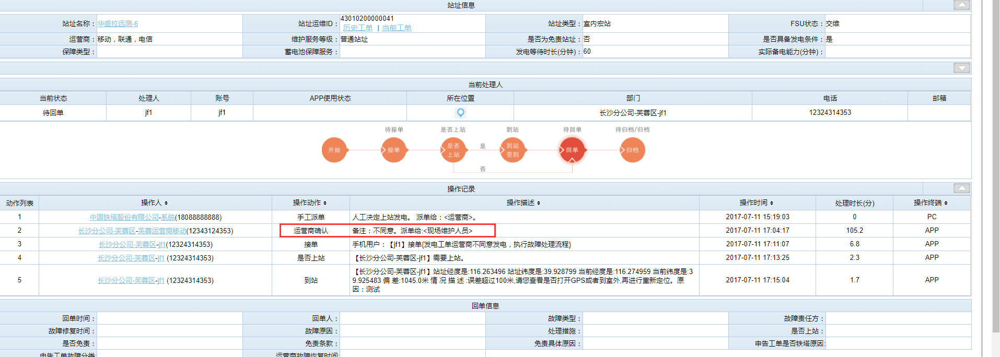 站址信息
站址名称：华盛拉远测-6 站址运维ID：43010200000041 历史工单 | 当前工单 站址类型：室内宏站 FSU状态：交维
运营商：移动，联通，电信 维护服务等级：普通站址 是否为免责站址：否 是否具备发电条件：是
保障类型： 蓄电池保障服务： 发电等待时长(分钟)：60 实际备电能力(分钟)：
当前处理人
当前状态 处理人 账号 APP使用状态 所在位置 部门 电话 邮箱
待回单 jf1 jf1 长沙分公司-芙蓉区-jf1 12324314353
待接单 是否上站 到站 待回单 待归档/归档
开始 接单 是否上站 是 到站签到 回单 归档
否
操作记录
动作列表 操作人 操作动作 操作描述 操作时间 处理时长(分) 操作终端
1 中国铁塔股份有限公司-系统(18088888888) 手工派单 人工决定上站发电。 派单给：<运营商>。 2017-07-11 15:19:03 0 PC
2 长沙分公司-芙蓉区-芙蓉运营商移动(12343124353) 运营商确认 备注：不同意。派单给:<现场维护人员> 2017-07-11 17:04:17 105.2 APP
3 长沙分公司-芙蓉区-jf1(12324314353) 接单 手机用户：【jf1】接单{发电工单运营商不同意发电，执行故障处理流程} 2017-07-11 17:11:07 6.8 APP
4 长沙分公司-芙蓉区-jf1 (12324314353) 是否上站 【长沙分公司-芙蓉区-jf1】需要上站。 2017-07-11 17:13:25 2.3 APP
5 长沙分公司-芙蓉区-jf1 (12324314353) 到站 【长沙分公司-芙蓉区-jf1】站址经度是:116.263496 站址纬度是:39.928799 当前经度是:116.274959 当前纬度是:3
9.925483 偏 差:1045.0米 情 况 描 述 :误差超过100米,请您查看是否打开GPS或者到室外,再进行重新定位。原
因：测试 2017-07-11 17:15:04 1.7 APP
回单信息
回单时间： 回单人： 故障类型： 故障责任方：
故障修复时间： 故障原因： 处理措施： 是否上站：
是否免责： 免责条款： 免责具体原因： 申告工单是否铁塔原因:
申告工单故障分类: 运营商故障恢复时间: